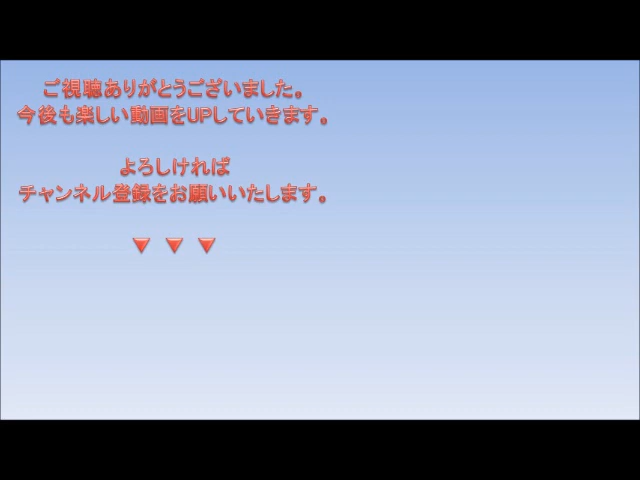 ご視聴ありがとうございました。
今後も楽しい動画をUPしていきます。
よろしければ
チャンネル登録をお願いいたします。
▼ ▼ ▼